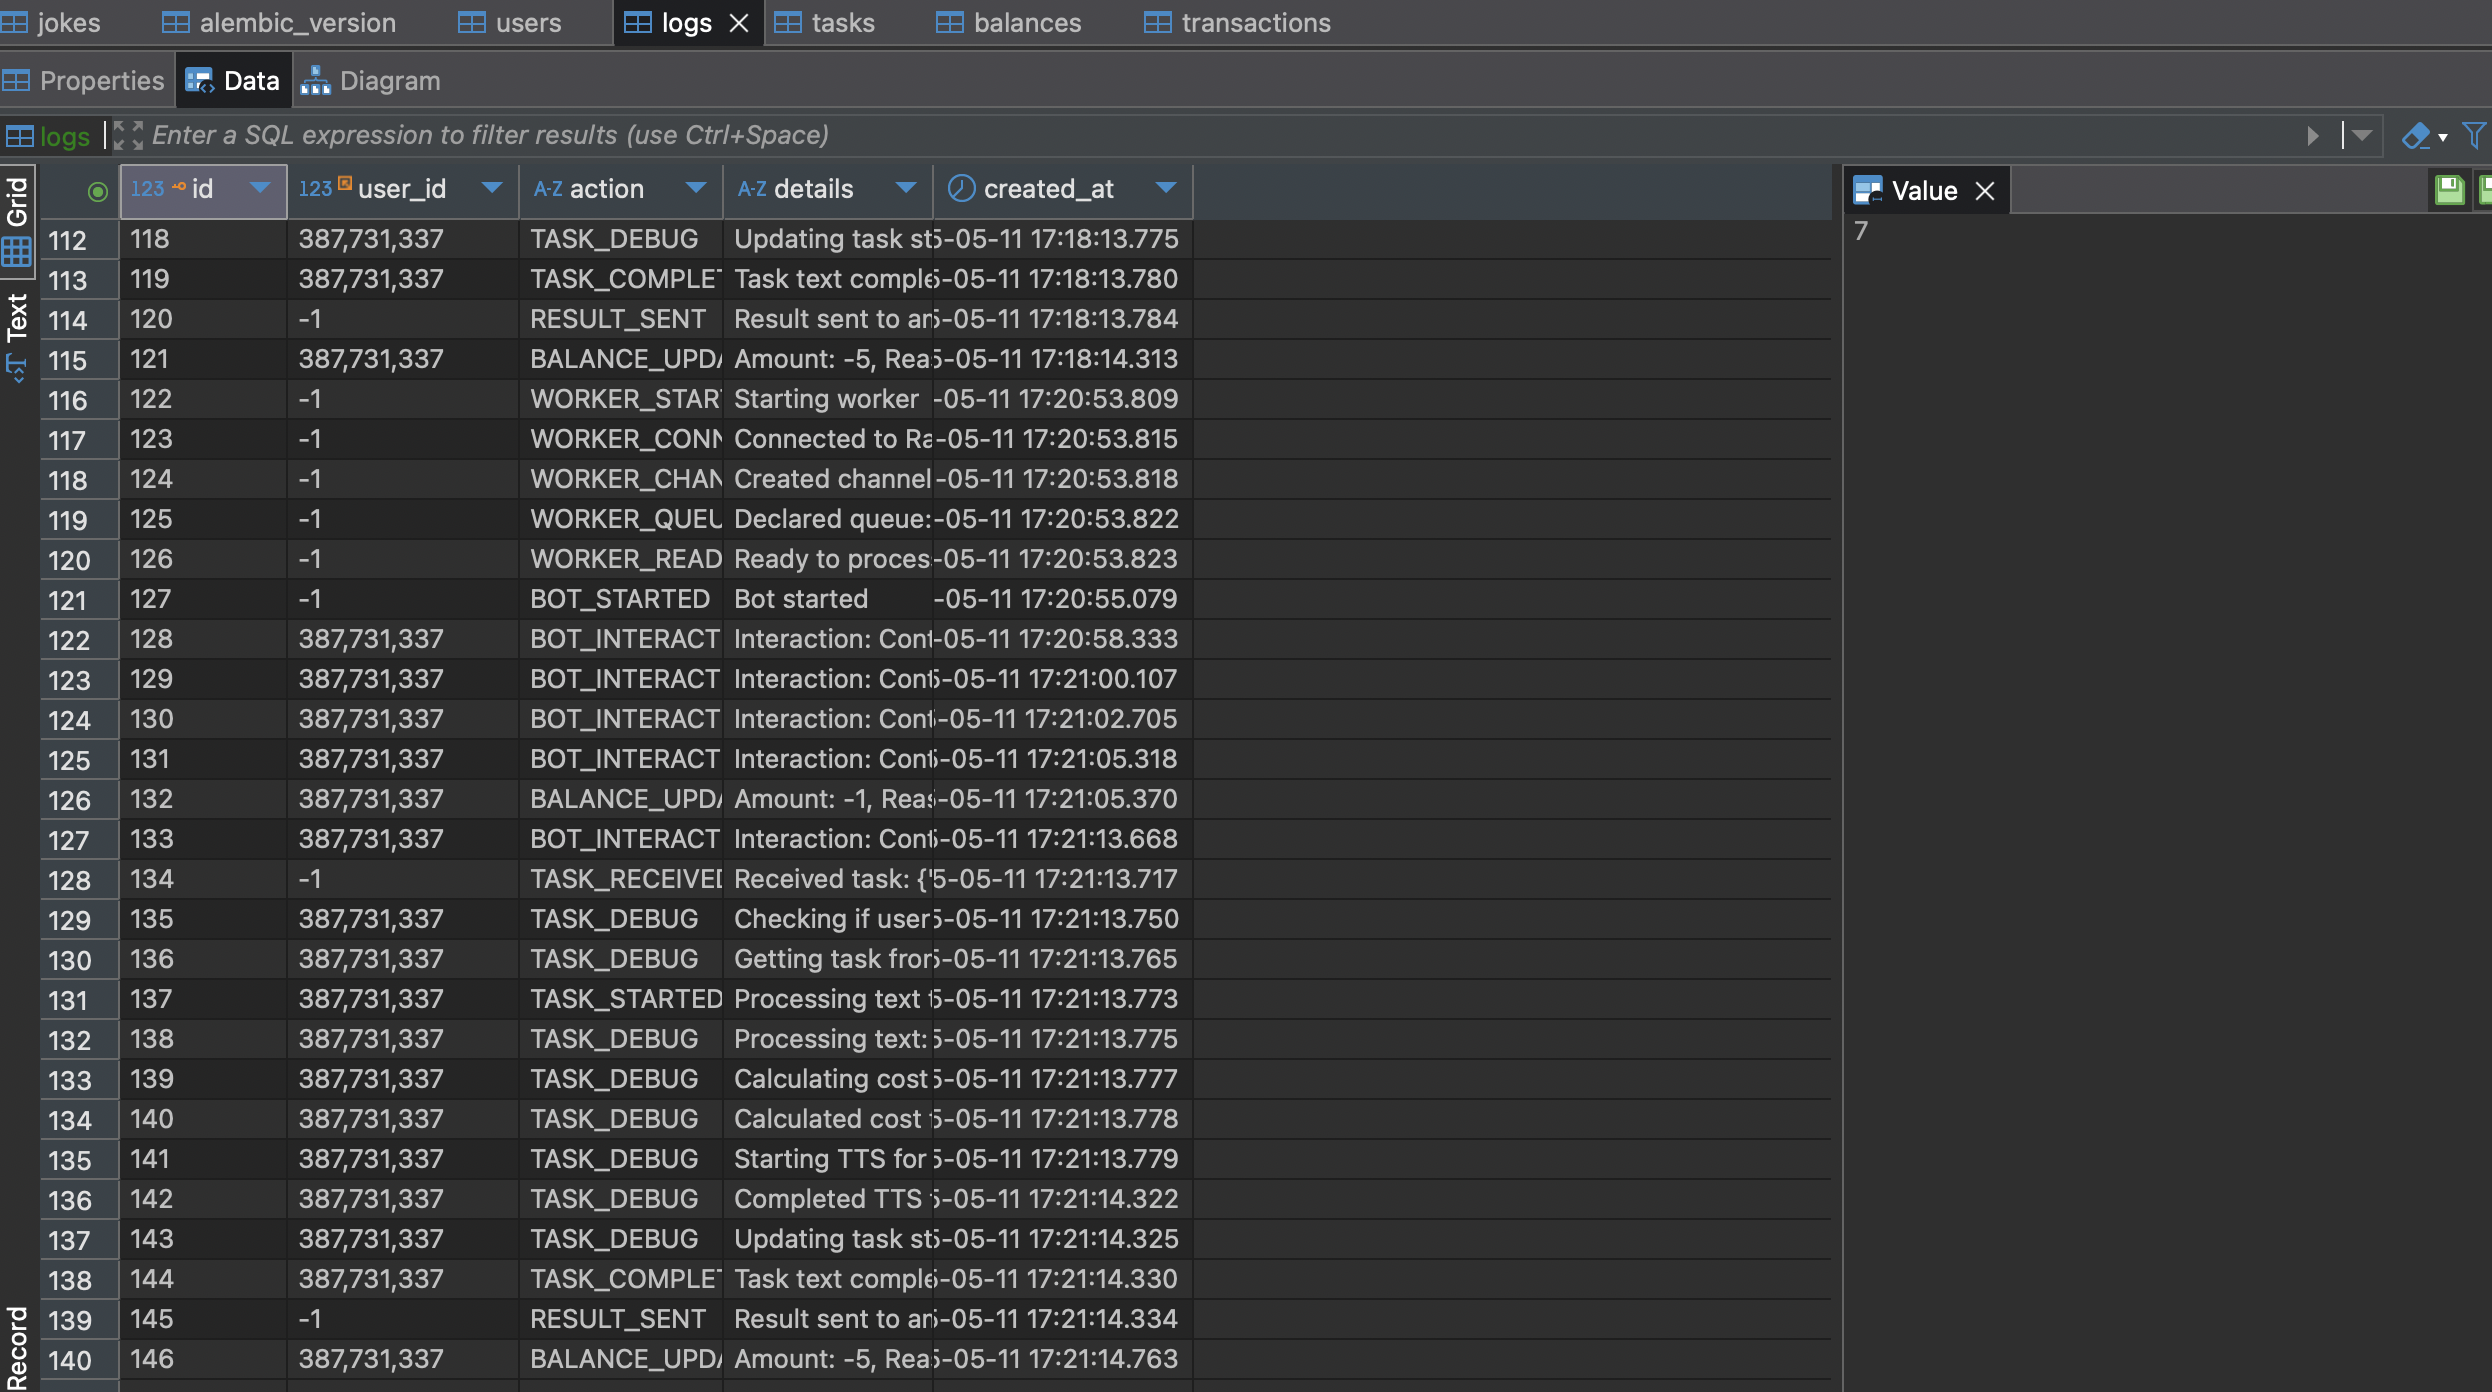 jokes alembic_version users logs tasks balances transactions
Properties Data Diagram
logs Enter a SQL expression to filter results (use Ctrl+Space)
Grid
Text
Record
123 id 123 user_id A-Z action A-Z details created_at
Value
7
112 118 387,731,337 TASK_DEBUG Updating task st 5-05-11 17:18:13.775
113 119 387,731,337 TASK_COMPLET Task text comple 5-05-11 17:18:13.780
114 120 -1 RESULT_SENT Result sent to an 5-05-11 17:18:13.784
115 121 387,731,337 BALANCE_UPDA Amount: -5, Rea 5-05-11 17:18:14.313
116 122 -1 WORKER_STAR Starting worker -05-11 17:20:53.809
117 123 -1 WORKER_CONN Connected to Ra -05-11 17:20:53.815
118 124 -1 WORKER_CHAN Created channel -05-11 17:20:53.818
119 125 -1 WORKER_QUEU Declared queue: -05-11 17:20:53.822
120 126 -1 WORKER_READ Ready to proces -05-11 17:20:53.823
121 127 -1 BOT_STARTED Bot started -05-11 17:20:55.079
122 128 387,731,337 BOT_INTERACT Interaction: Cont -05-11 17:20:58.333
123 129 387,731,337 BOT_INTERACT Interaction: Cont 5-05-11 17:21:00.107
124 130 387,731,337 BOT_INTERACT Interaction: Cont 5-05-11 17:21:02.705
125 131 387,731,337 BOT_INTERACT Interaction: Cont 5-05-11 17:21:05.318
126 132 387,731,337 BALANCE_UPDA Amount: -1, Reas 5-05-11 17:21:05.370
127 133 387,731,337 BOT_INTERACT Interaction: Cont 5-05-11 17:21:13.668
128 134 -1 TASK_RECEIVED Received task: {' 5-05-11 17:21:13.717
129 135 387,731,337 TASK_DEBUG Checking if user 5-05-11 17:21:13.750
130 136 387,731,337 TASK_DEBUG Getting task from 5-05-11 17:21:13.765
131 137 387,731,337 TASK_STARTED Processing text t 5-05-11 17:21:13.773
132 138 387,731,337 TASK_DEBUG Processing text: 5-05-11 17:21:13.775
133 139 387,731,337 TASK_DEBUG Calculating cost 5-05-11 17:21:13.777
134 140 387,731,337 TASK_DEBUG Calculated cost f 5-05-11 17:21:13.778
135 141 387,731,337 TASK_DEBUG Starting TTS for 5-05-11 17:21:13.779
136 142 387,731,337 TASK_DEBUG Completed TTS 5-05-11 17:21:14.322
137 143 387,731,337 TASK_DEBUG Updating task st 5-05-11 17:21:14.325
138 144 387,731,337 TASK_COMPLET Task text comple 5-05-11 17:21:14.330
139 145 -1 RESULT_SENT Result sent to an 5-05-11 17:21:14.334
140 146 387,731,337 BALANCE_UPDA Amount: -5, Rea 5-05-11 17:21:14.763